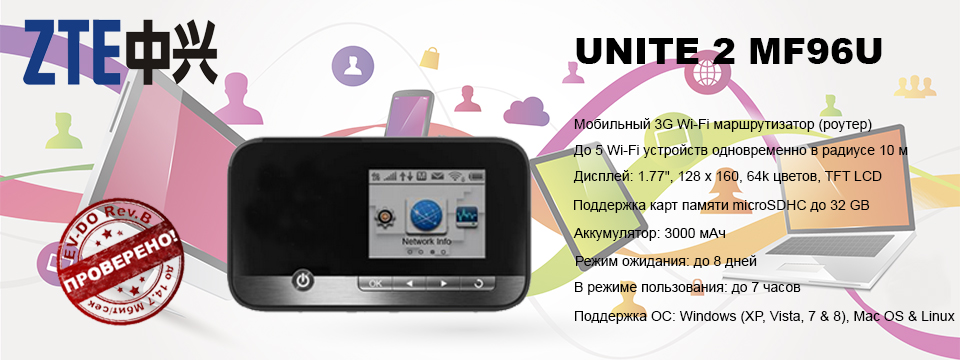 ZTE中兴
UNITE 2 MF96U
Мобильный 3G Wi-Fi маршрутизатор (роутер)
До 5 Wi-Fi устройств одновременно в радиусе 10 м
Дисплей: 1.77", 128 x 160, 64k цветов, TFT LCD
Поддержка карт памяти microSDHC до 32 GB
Аккумулятор: 3000 мАч
Режим ожидания: до 8 дней
В режиме пользования: до 7 часов
Поддержка ОС: Windows (XP, Vista, 7 & 8), Mac OS & Linux
Network Info
OK
EV-DO Rev.B
ПРОВЕРЕНО!
до 14,7 Мбит/сек